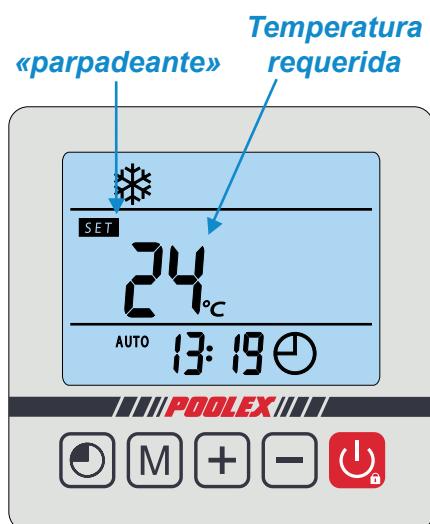 Temperatura
«parpadeante» requerida
SET
24 °C
AUTO 13: 19
POOLEX
M + −